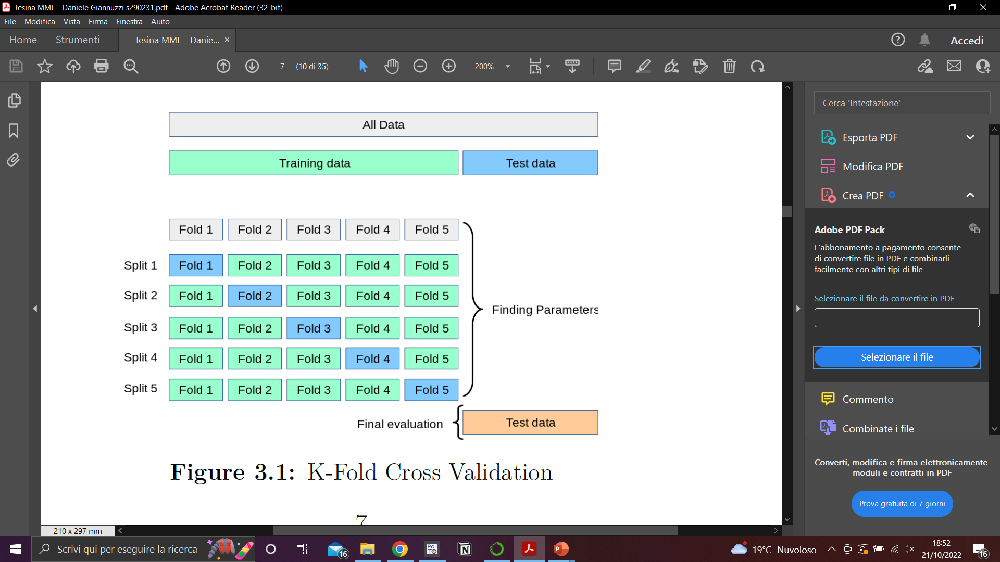 Tesina MML - Daniele Giannuzzi s290231.pdf - Adobe Acrobat Reader (32-bit)
File Modifica Vista Firma Finestra Aiuto
Home Strumenti Tesina MML - Danie... × Accedi
7 (10 di 35) 200%
Cerca 'Intestazione'
All Data
Training data Test data
Fold 1 Fold 2 Fold 3 Fold 4 Fold 5
Split 1 Fold 1 Fold 2 Fold 3 Fold 4 Fold 5
Split 2 Fold 1 Fold 2 Fold 3 Fold 4 Fold 5
Finding Parameters
Split 3 Fold 1 Fold 2 Fold 3 Fold 4 Fold 5
Split 4 Fold 1 Fold 2 Fold 3 Fold 4 Fold 5
Split 5 Fold 1 Fold 2 Fold 3 Fold 4 Fold 5
Final evaluation Test data
Figure 3.1: K-Fold Cross Validation
7
Esporta PDF
Modifica PDF
Crea PDF
Adobe PDF Pack
L'abbonamento a pagamento consente
di convertire file in PDF e combinarli
facilmente con altri tipi di file
Selezionare il file da convertire in PDF
Selezionare il file
Commento
Combinate i file
Converti, modifica e firma elettronicamente
moduli e contratti in PDF
Prova gratuita di 7 giorni
210 x 297 mm
Scrivi qui per eseguire la ricerca
16
Poli
TO
N
P
19°C Nuvoloso
18:52
21/10/2022
16